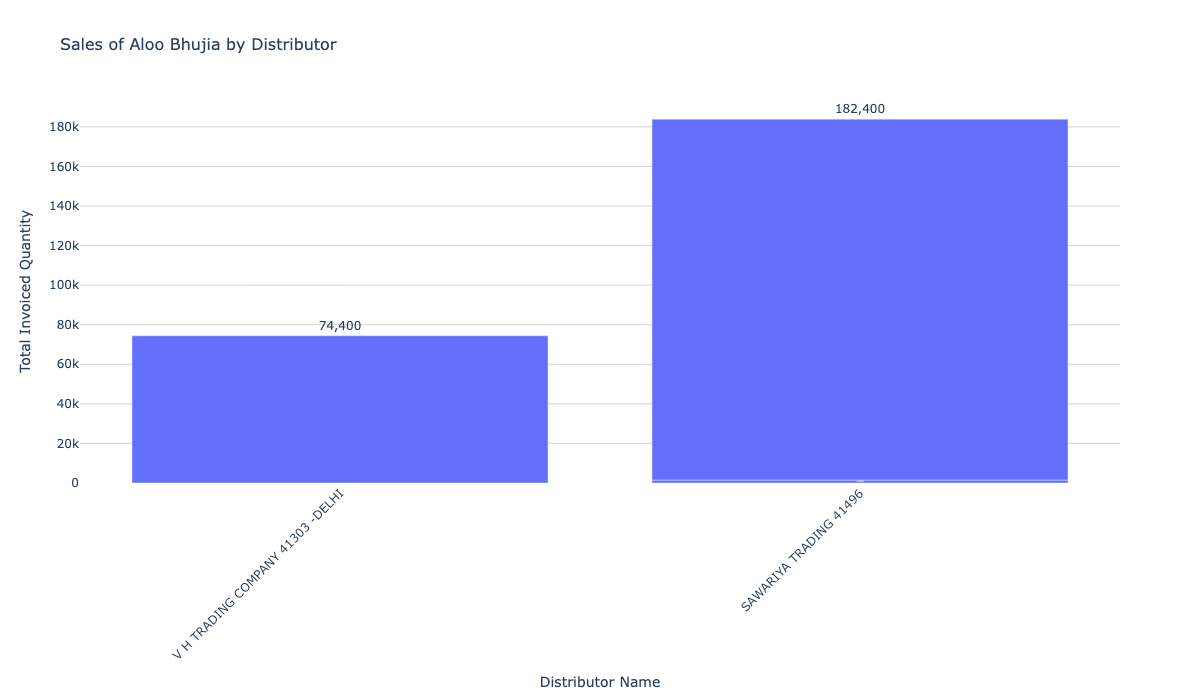 Sales of Aloo Bhujia by Distributor
182,400
180k
160k
140k
120k
100k
80k
74,400
60k
40k
20k
0
Total Invoiced Quantity
V H TRADING COMPANY 41303 -DELHI
SAWARIYA TRADING 41496
Distributor Name